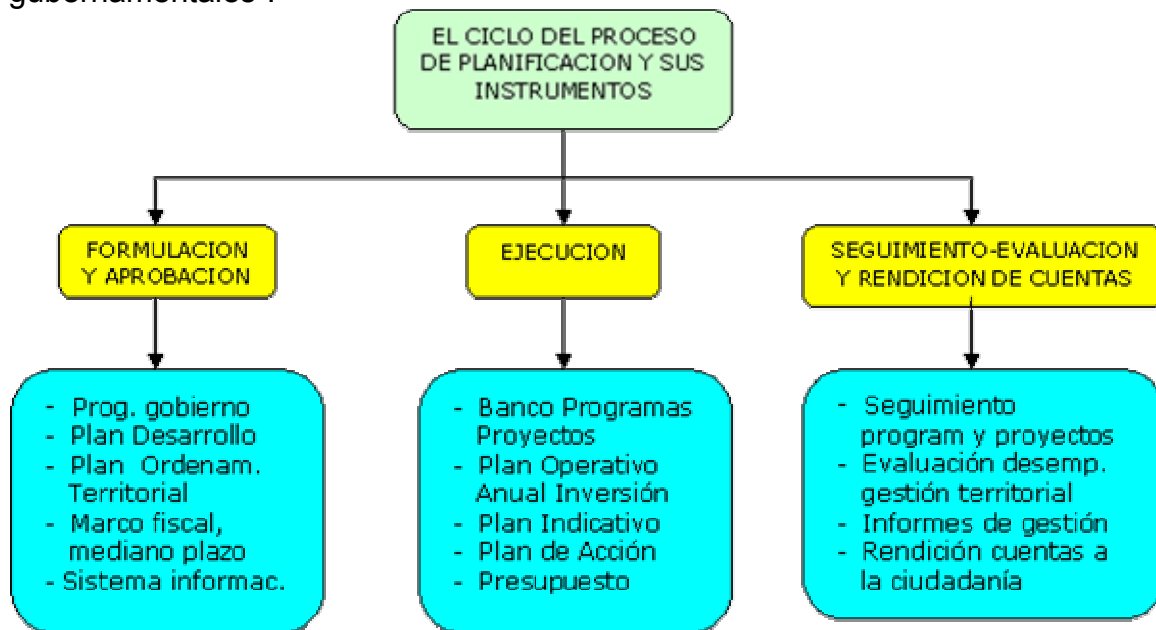 gubernamentales".
EL CICLO DEL PROCESO
DE PLANIFICACION Y SUS
INSTRUMENTOS
FORMULACION
Y APROBACION
EJECUCION
SEGUIMIENTO-EVALUACION
Y RENDICION DE CUENTAS
- Prog. gobierno
- Plan Desarrollo
- Plan Ordenam.
Territorial
- Marco fiscal,
mediano plazo
- Sistema informac.
- Banco Programas
Proyectos
- Plan Operativo
Anual Inversión
- Plan Indicativo
- Plan de Acción
- Presupuesto
- Seguimiento
program y proyectos
- Evaluación desemp.
gestión territorial
- Informes de gestión
- Rendición cuentas a
la ciudadanía